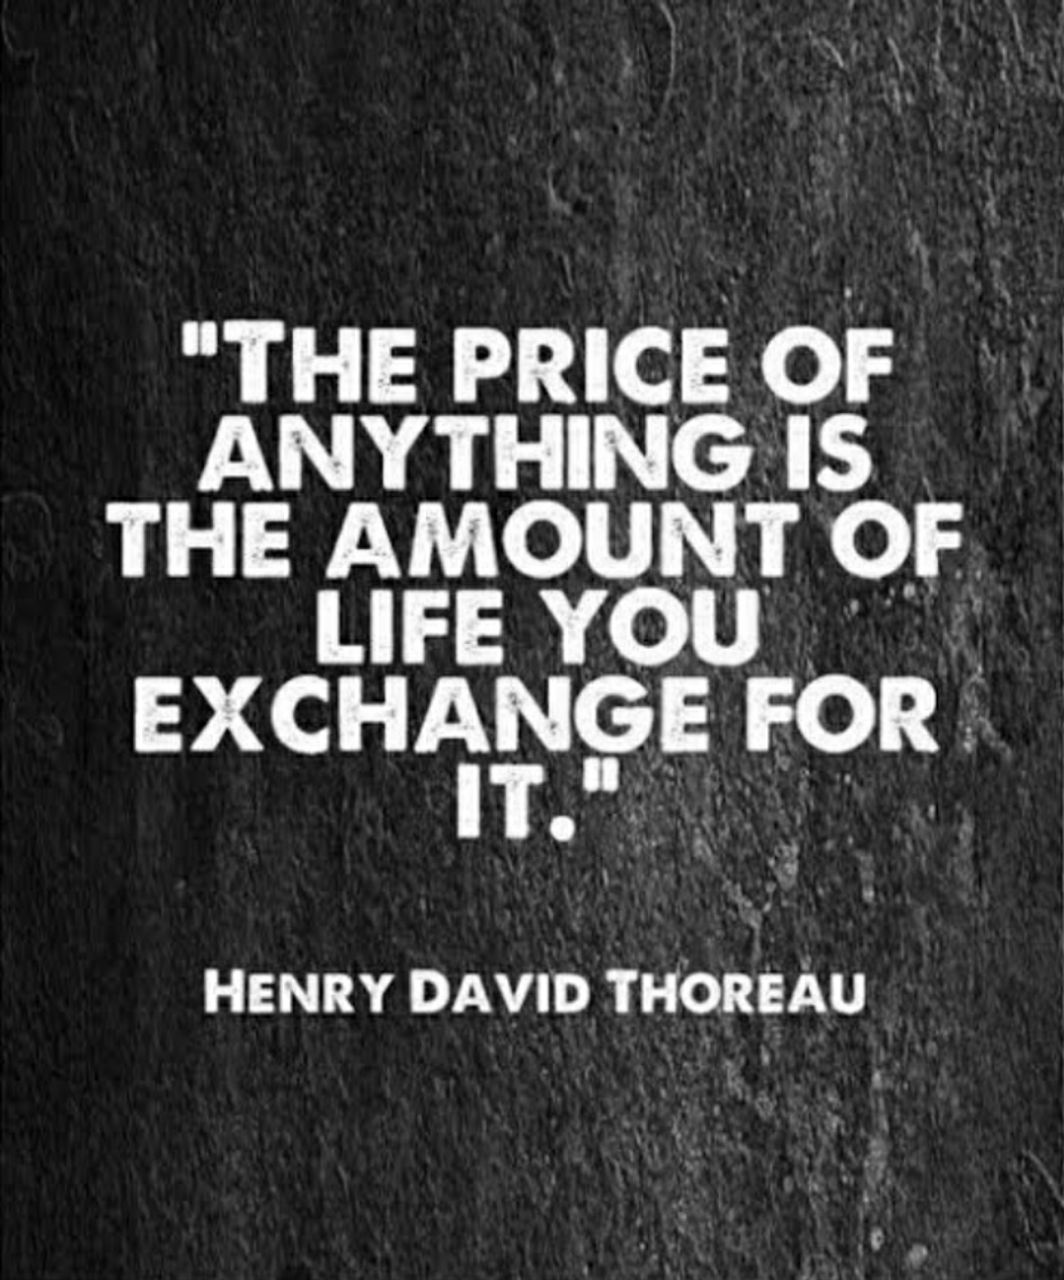 "THE PRICE OF
ANYTHING IS
THE AMOUNT OF
LIFE YOU
EXCHANGE FOR
IT."
HENRY DAVID THOREAU